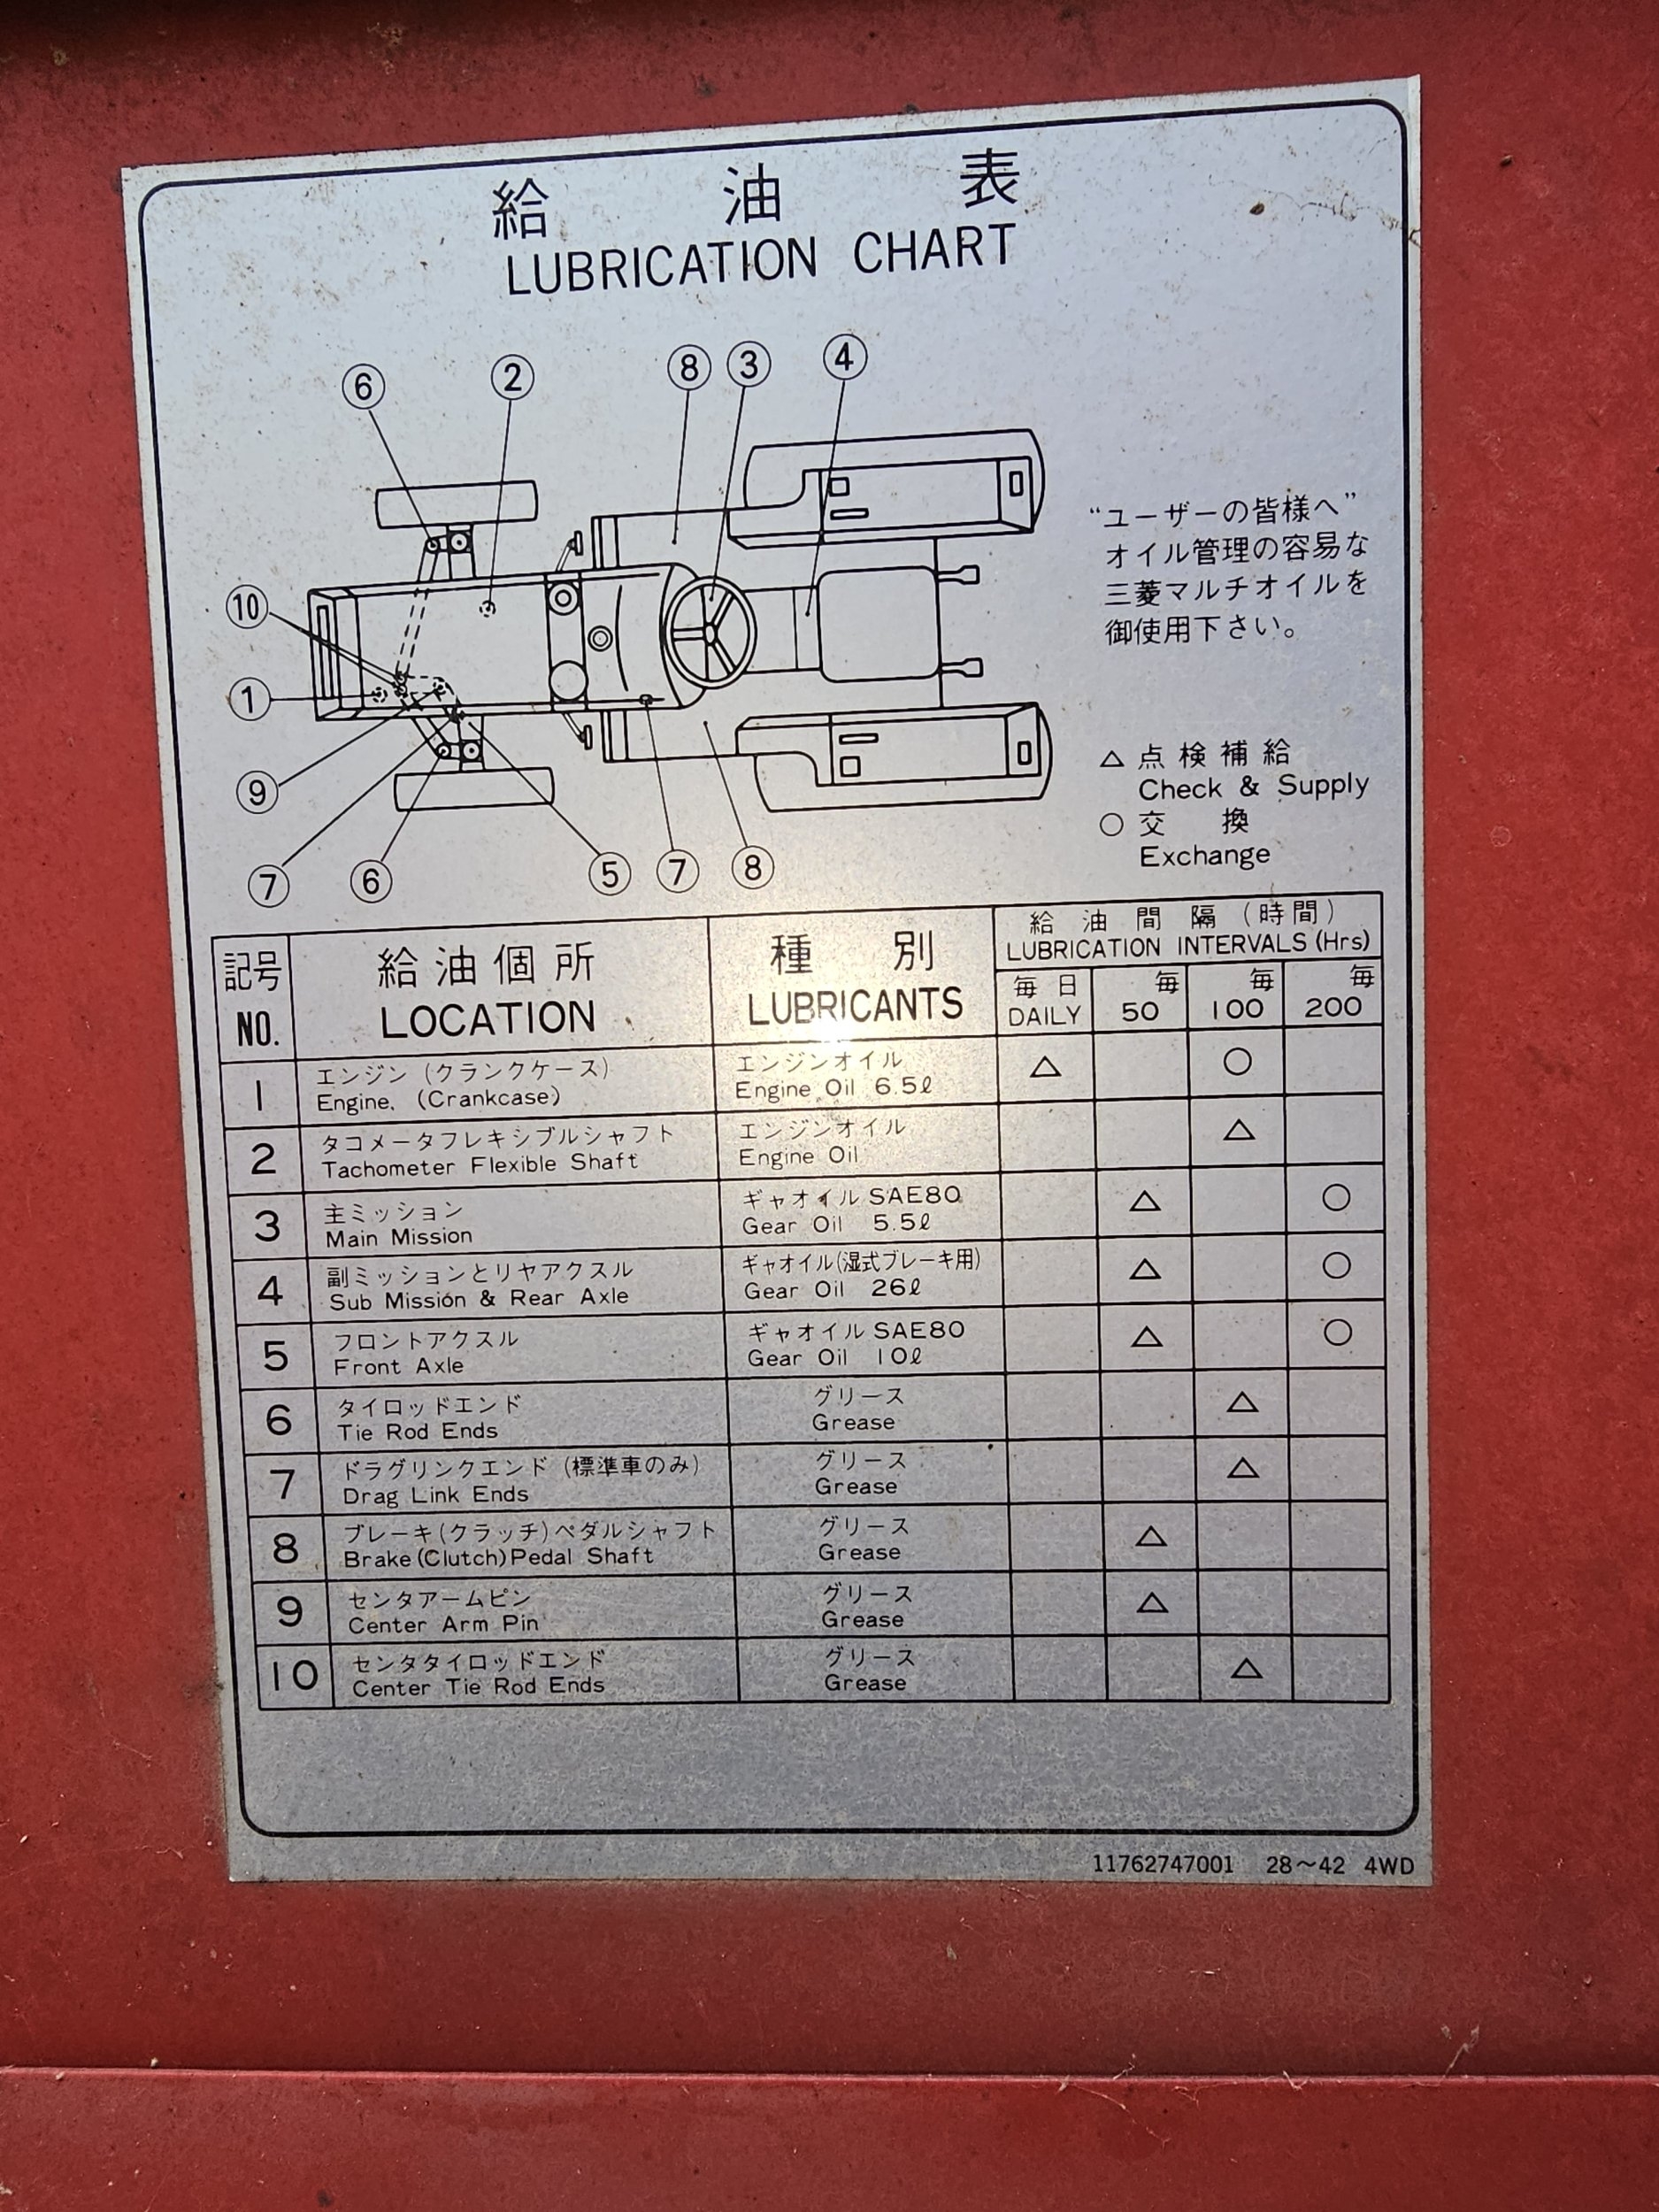 給油表
LUBRICATION CHART
⑥ ② ⑧ ③ ④
⑩
①
⑨
⑦ ⑥ ⑤ ⑦ ⑧
“ユーザーの皆様へ”
オイル管理の容易な
三菱マルチオイルを
御使用下さい。
△ 点検補給
Check & Supply
○ 交換
Exchange
記号 NO.
給油個所 LOCATION
種別 LUBRICANTS
給油間隔(時間)
LUBRICATION INTERVALS (Hrs)
毎日 DAILY
毎 50
毎 100
毎 200
1
エンジン (クランクケース)
Engine. (Crankcase)
エンジンオイル
Engine Oil 6.5ℓ
△ ○
2
タコメータフレキシブルシャフト
Tachometer Flexible Shaft
エンジンオイル
Engine Oil
△
3
主ミッション
Main Mission
ギャオイル SAE80
Gear Oil 5.5ℓ
△ ○
4
副ミッションとリヤアクスル
Sub Mission & Rear Axle
ギャオイル(湿式ブレーキ用)
Gear Oil 26ℓ
△ ○
5
フロントアクスル
Front Axle
ギャオイル SAE80
Gear Oil 10ℓ
△ ○
6
タイロッドエンド
Tie Rod Ends
グリース
Grease
△
7
ドラグリンクエンド (標準車のみ)
Drag Link Ends
グリース
Grease
△
8
ブレーキ(クラッチ)ペダルシャフト
Brake (Clutch) Pedal Shaft
グリース
Grease
△
9
センタアームピン
Center Arm Pin
グリース
Grease
△
10
センタタイロッドエンド
Center Tie Rod Ends
グリース
Grease
△
11762747001 28〜42 4WD